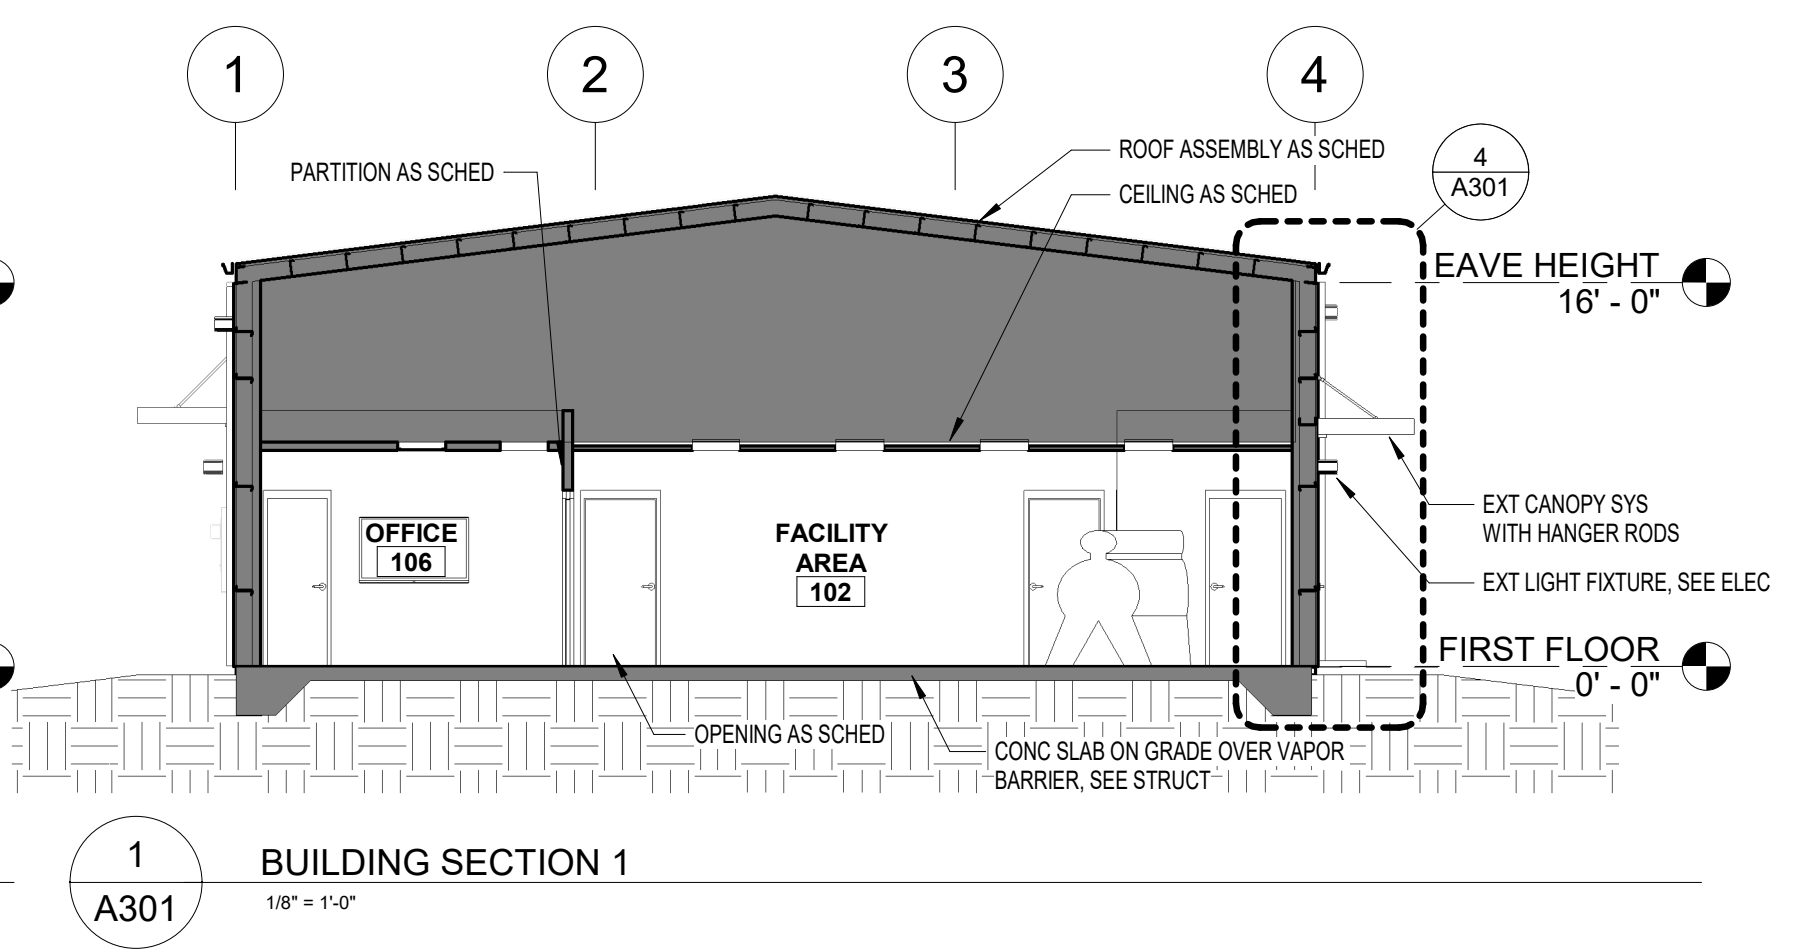 1
2
3
4
PARTITION AS SCHED
ROOF ASSEMBLY AS SCHED
CEILING AS SCHED
4
A301
EAVE HEIGHT
16' - 0"
EXT CANOPY SYS
WITH HANGER RODS
OFFICE
106
FACILITY
AREA
102
EXT LIGHT FIXTURE, SEE ELEC
FIRST FLOOR
0' - 0"
OPENING AS SCHED
CONC SLAB ON GRADE OVER VAPOR
BARRIER, SEE STRUCT
1
A301
BUILDING SECTION 1
1/8" = 1'-0"